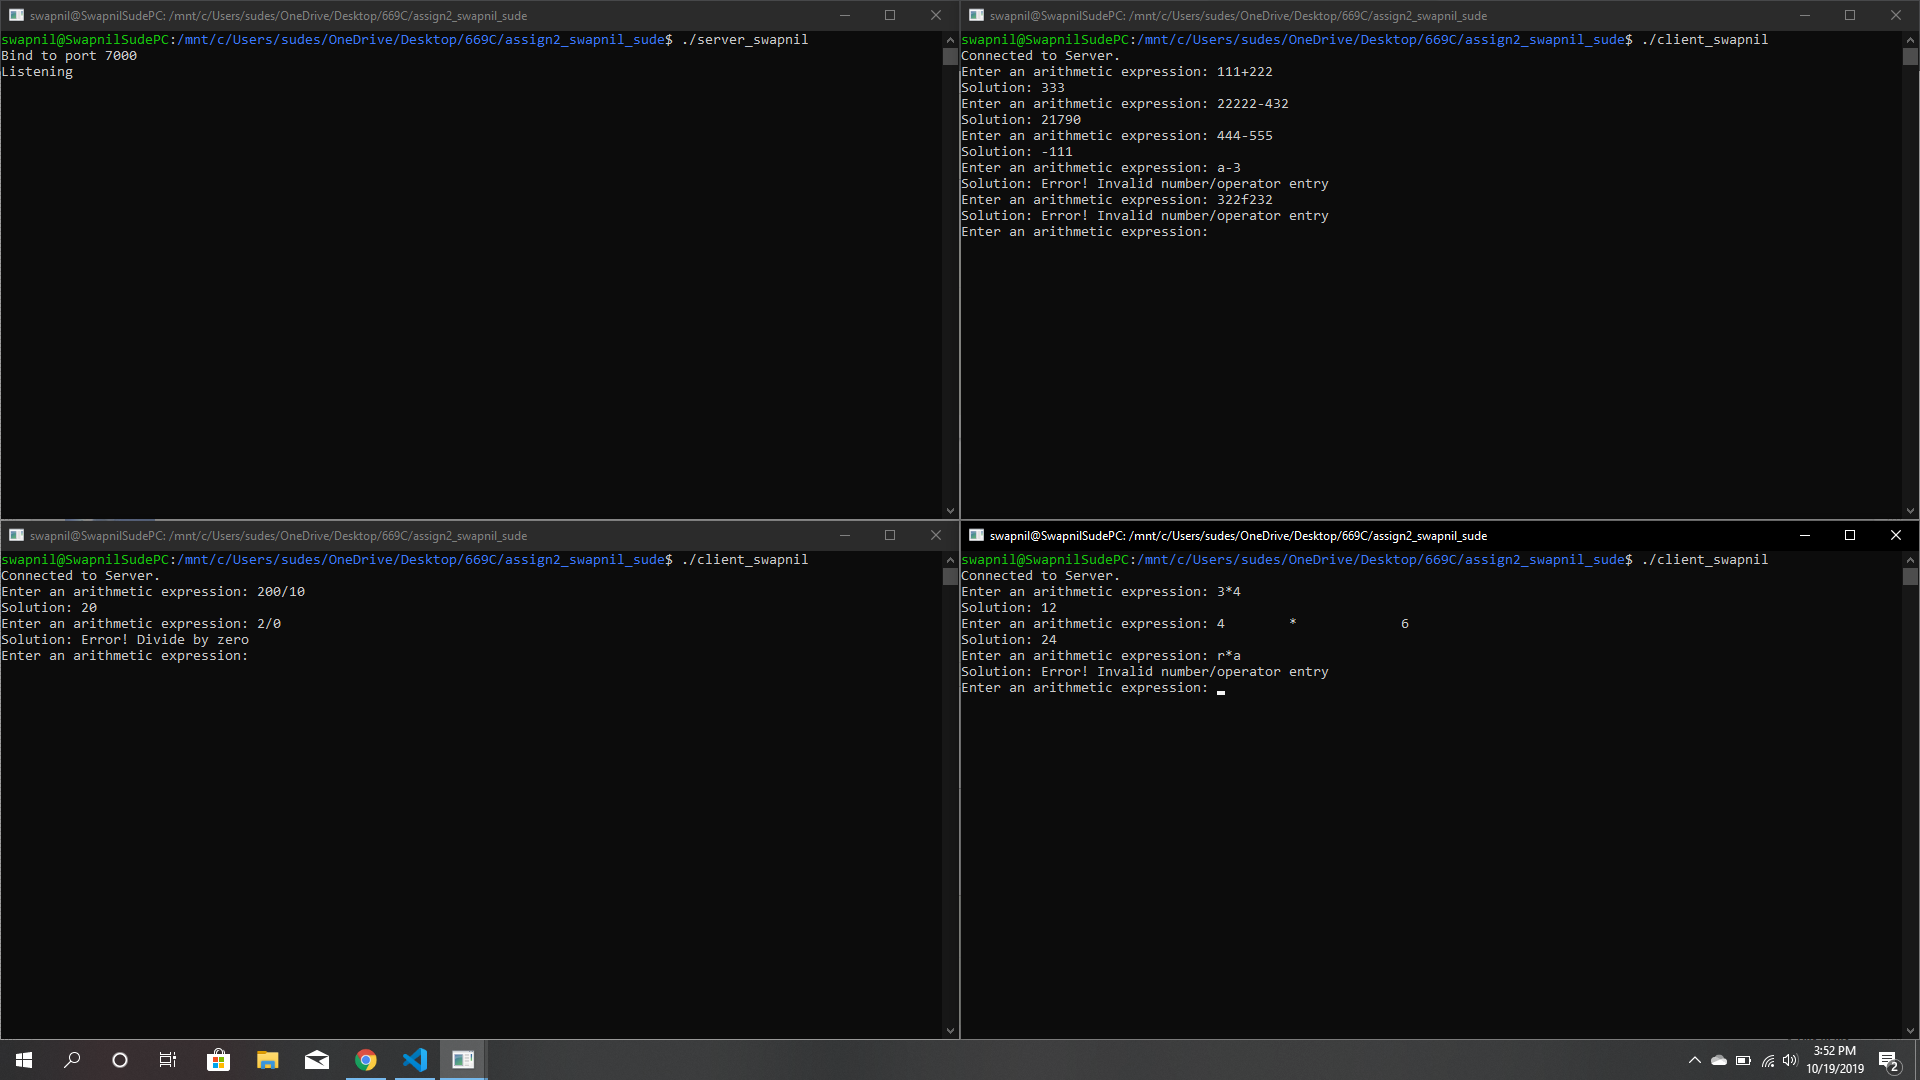 swapnil@SwapnilSudePC: /mnt/c/Users/sudes/OneDrive/Desktop/669C/assign2_swapnil_sude
swapnil@SwapnilSudePC:/mnt/c/Users/sudes/OneDrive/Desktop/669C/assign2_swapnil_sude$ ./server_swapnil
Bind to port 7000
Listening
swapnil@SwapnilSudePC: /mnt/c/Users/sudes/OneDrive/Desktop/669C/assign2_swapnil_sude
swapnil@SwapnilSudePC:/mnt/c/Users/sudes/OneDrive/Desktop/669C/assign2_swapnil_sude$ ./client_swapnil
Connected to Server.
Enter an arithmetic expression: 111+222
Solution: 333
Enter an arithmetic expression: 22222-432
Solution: 21790
Enter an arithmetic expression: 444-555
Solution: -111
Enter an arithmetic expression: a-3
Solution: Error! Invalid number/operator entry
Enter an arithmetic expression: 322f232
Solution: Error! Invalid number/operator entry
Enter an arithmetic expression:
swapnil@SwapnilSudePC: /mnt/c/Users/sudes/OneDrive/Desktop/669C/assign2_swapnil_sude
swapnil@SwapnilSudePC:/mnt/c/Users/sudes/OneDrive/Desktop/669C/assign2_swapnil_sude$ ./client_swapnil
Connected to Server.
Enter an arithmetic expression: 200/10
Solution: 20
Enter an arithmetic expression: 2/0
Solution: Error! Divide by zero
Enter an arithmetic expression:
swapnil@SwapnilSudePC: /mnt/c/Users/sudes/OneDrive/Desktop/669C/assign2_swapnil_sude
swapnil@SwapnilSudePC:/mnt/c/Users/sudes/OneDrive/Desktop/669C/assign2_swapnil_sude$ ./client_swapnil
Connected to Server.
Enter an arithmetic expression: 3*4
Solution: 12
Enter an arithmetic expression: 4        *             6
Solution: 24
Enter an arithmetic expression: r*a
Solution: Error! Invalid number/operator entry
Enter an arithmetic expression:
3:52 PM
10/19/2019
2